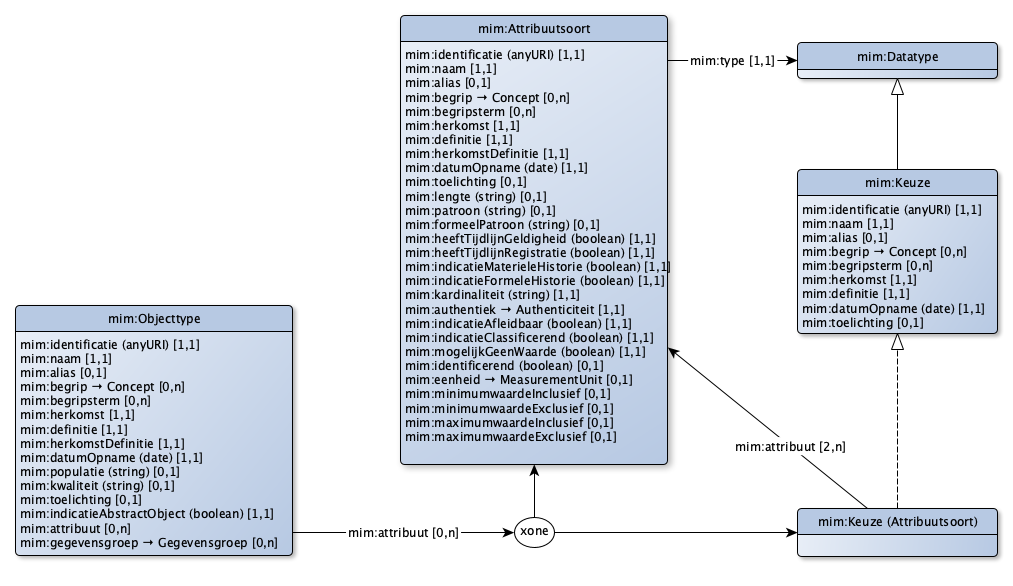 mim:Attribuutsoort
mim:identificatie (anyURI) [1,1]
mim:naam [1,1]
mim:alias [0,1]
mim:begrip → Concept [0,n]
mim:begripsterm [0,n]
mim:herkomst [1,1]
mim:definitie [1,1]
mim:herkomstDefinitie [1,1]
mim:datumOpname (date) [1,1]
mim:toelichting [0,1]
mim:lengte (string) [0,1]
mim:patroon (string) [0,1]
mim:formeelPatroon (string) [0,1]
mim:heeftTijdlijnGeldigheid (boolean) [1,1]
mim:heeftTijdlijnRegistratie (boolean) [1,1]
mim:indicatieMaterieleHistorie (boolean) [1,1]
mim:indicatieFormeleHistorie (boolean) [1,1]
mim:kardinaliteit (string) [1,1]
mim:authentiek → Authenticiteit [1,1]
mim:indicatieAfleidbaar (boolean) [1,1]
mim:indicatieClassificerend (boolean) [1,1]
mim:mogelijkGeenWaarde (boolean) [1,1]
mim:identificerend (boolean) [0,1]
mim:eenheid → MeasurementUnit [0,1]
mim:minimumwaardeInclusief [0,1]
mim:minimumwaardeExclusief [0,1]
mim:maximumwaardeInclusief [0,1]
mim:maximumwaardeExclusief [0,1]
mim:type [1,1]
mim:Datatype
mim:Keuze
mim:identificatie (anyURI) [1,1]
mim:naam [1,1]
mim:alias [0,1]
mim:begrip → Concept [0,n]
mim:begripsterm [0,n]
mim:herkomst [1,1]
mim:definitie [1,1]
mim:datumOpname (date) [1,1]
mim:toelichting [0,1]
mim:Objecttype
mim:identificatie (anyURI) [1,1]
mim:naam [1,1]
mim:alias [0,1]
mim:begrip → Concept [0,n]
mim:begripsterm [0,n]
mim:herkomst [1,1]
mim:definitie [1,1]
mim:herkomstDefinitie [1,1]
mim:datumOpname (date) [1,1]
mim:populatie (string) [0,1]
mim:kwaliteit (string) [0,1]
mim:toelichting [0,1]
mim:indicatieAbstractObject (boolean) [1,1]
mim:attribuut [0,n]
mim:gegevensgroep → Gegevensgroep [0,n]
mim:attribuut [0,n]
xone
mim:attribuut [2,n]
mim:Keuze (Attribuutsoort)